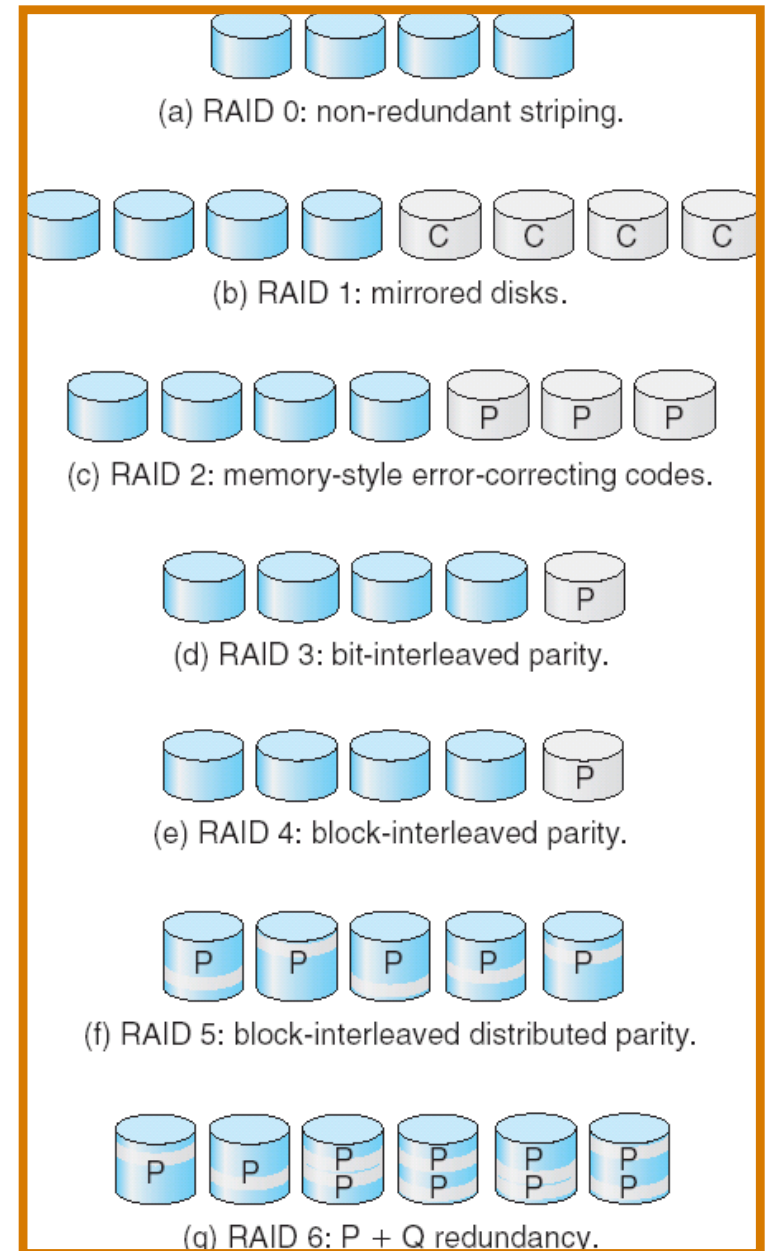 (a) RAID 0: non-redundant striping.
C C C C
(b) RAID 1: mirrored disks.
P P P
(c) RAID 2: memory-style error-correcting codes.
P
(d) RAID 3: bit-interleaved parity.
P
(e) RAID 4: block-interleaved parity.
P P P P P
(f) RAID 5: block-interleaved distributed parity.
P P P P P P
P P P P
(g) RAID 6: P + Q redundancy.